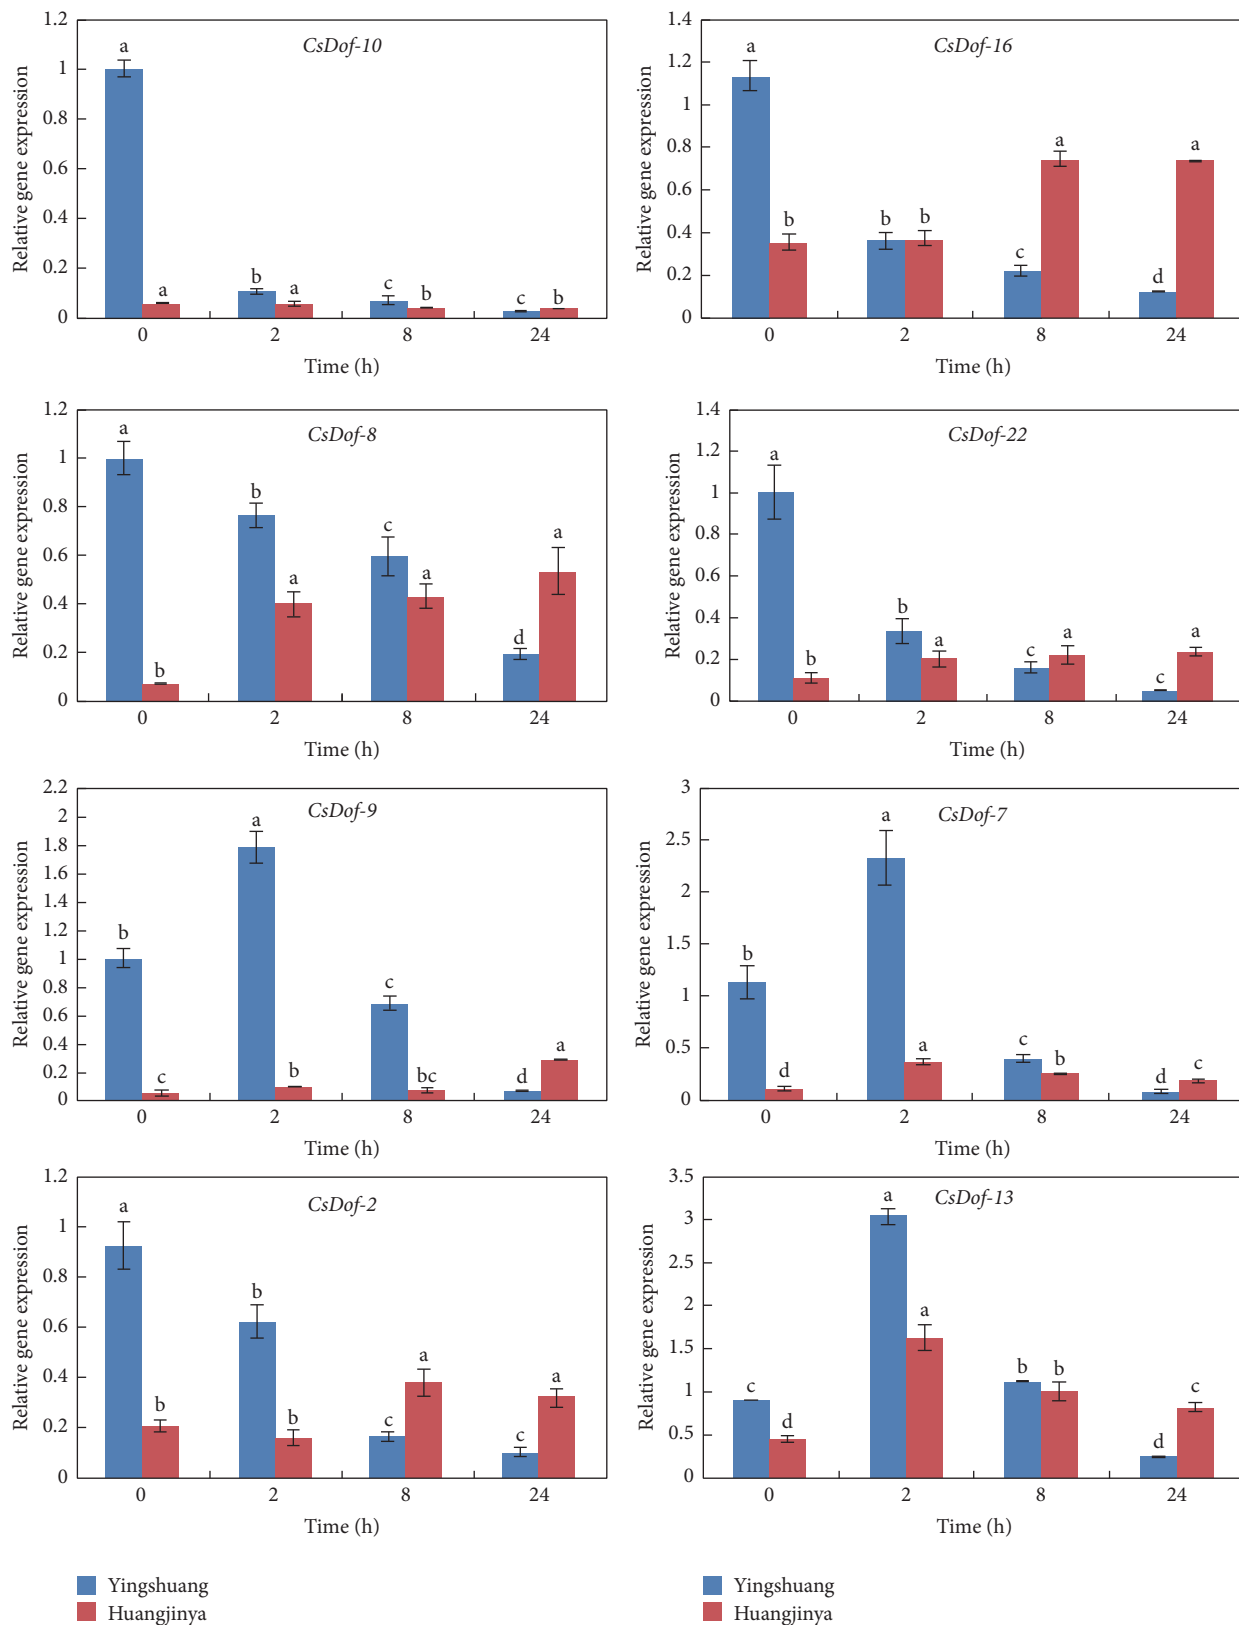 CsDof-10
Relative gene expression
1.2
1
0.8
0.6
0.4
0.2
0
a
a
b
a
c
b
c
b
0 2 8 24
Time (h)
CsDof-16
Relative gene expression
1.4
1.2
1
0.8
0.6
0.4
0.2
0
a
b
b
b
c
a
d
a
0 2 8 24
Time (h)
CsDof-8
Relative gene expression
1.2
1
0.8
0.6
0.4
0.2
0
a
b
b
a
c
a
d
a
0 2 8 24
Time (h)
CsDof-22
Relative gene expression
1.4
1.2
1
0.8
0.6
0.4
0.2
0
a
b
b
a
c
a
c
a
0 2 8 24
Time (h)
CsDof-9
Relative gene expression
2.2
2
1.8
1.6
1.4
1.2
1
0.8
0.6
0.4
0.2
0
b
c
a
b
c
bc
d
a
0 2 8 24
Time (h)
CsDof-7
Relative gene expression
3
2.5
2
1.5
1
0.5
0
b
d
a
a
c
b
d
c
0 2 8 24
Time (h)
CsDof-2
Relative gene expression
1.2
1
0.8
0.6
0.4
0.2
0
a
b
b
b
c
a
c
a
0 2 8 24
Time (h)
CsDof-13
Relative gene expression
3.5
3
2.5
2
1.5
1
0.5
0
c
d
a
a
b
b
d
c
0 2 8 24
Time (h)
Yingshuang
Huangjinya
Yingshuang
Huangjinya